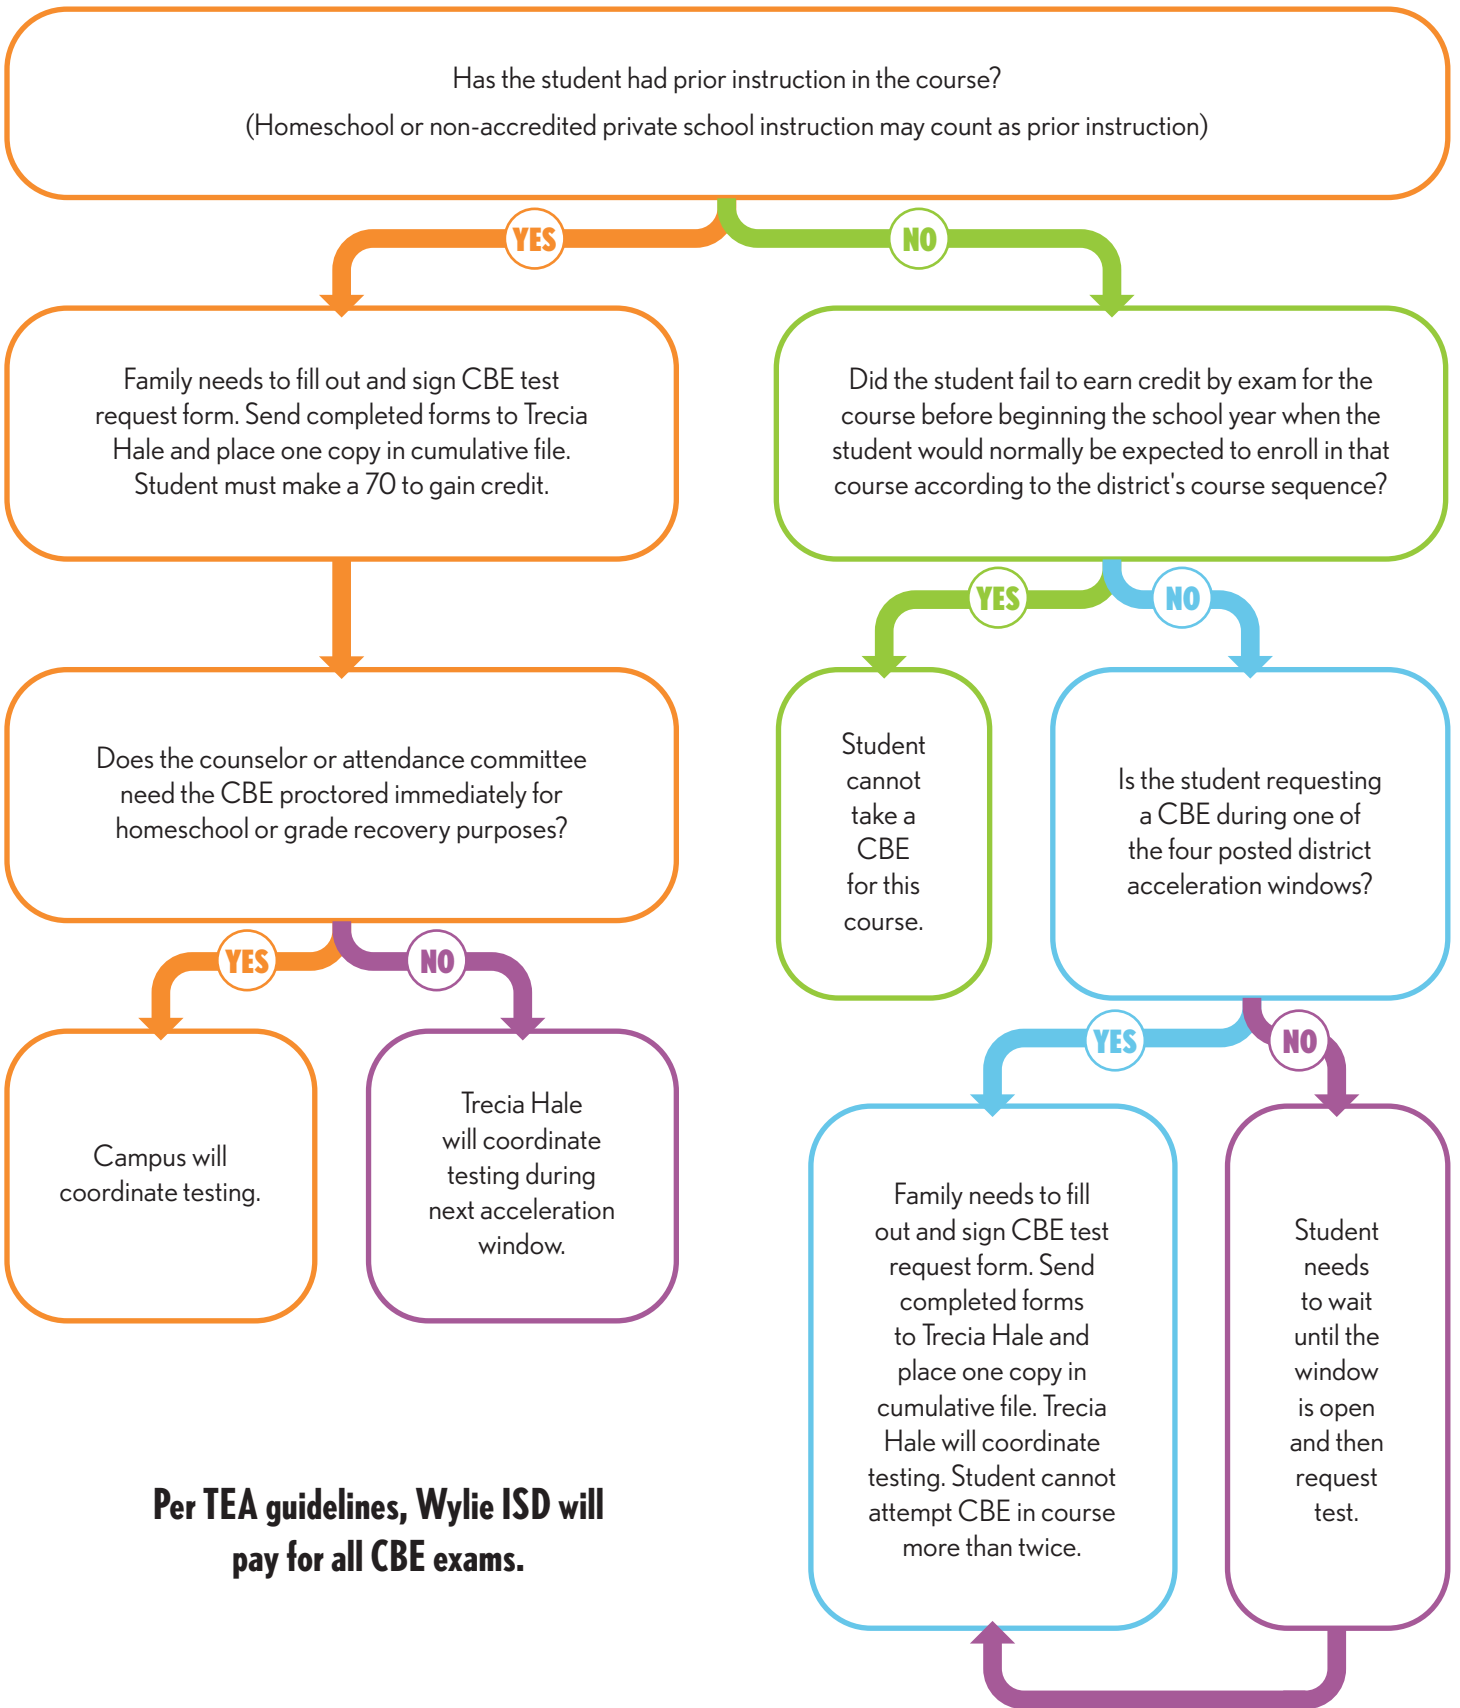 Has the student had prior instruction in the course?
(Homeschool or non-accredited private school instruction may count as prior instruction)
YES
NO
Family needs to fill out and sign CBE test
request form. Send completed forms to Trecia
Hale and place one copy in cumulative file.
Student must make a 70 to gain credit.
Did the student fail to earn credit by exam for the
course before beginning the school year when the
student would normally be expected to enroll in that
course according to the district's course sequence?
YES
NO
Does the counselor or attendance committee
need the CBE proctored immediately for
homeschool or grade recovery purposes?
Student
cannot
take a
CBE
for this
course.
Is the student requesting
a CBE during one of
the four posted district
acceleration windows?
YES
NO
YES
NO
Campus will
coordinate testing.
Trecia Hale
will coordinate
testing during
next acceleration
window.
Family needs to fill
out and sign CBE test
request form. Send
completed forms
to Trecia Hale and
place one copy in
cumulative file. Trecia
Hale will coordinate
testing. Student cannot
attempt CBE in course
more than twice.
Student
needs
to wait
until the
window
is open
and then
request
test.
Per TEA guidelines, Wylie ISD will
pay for all CBE exams.